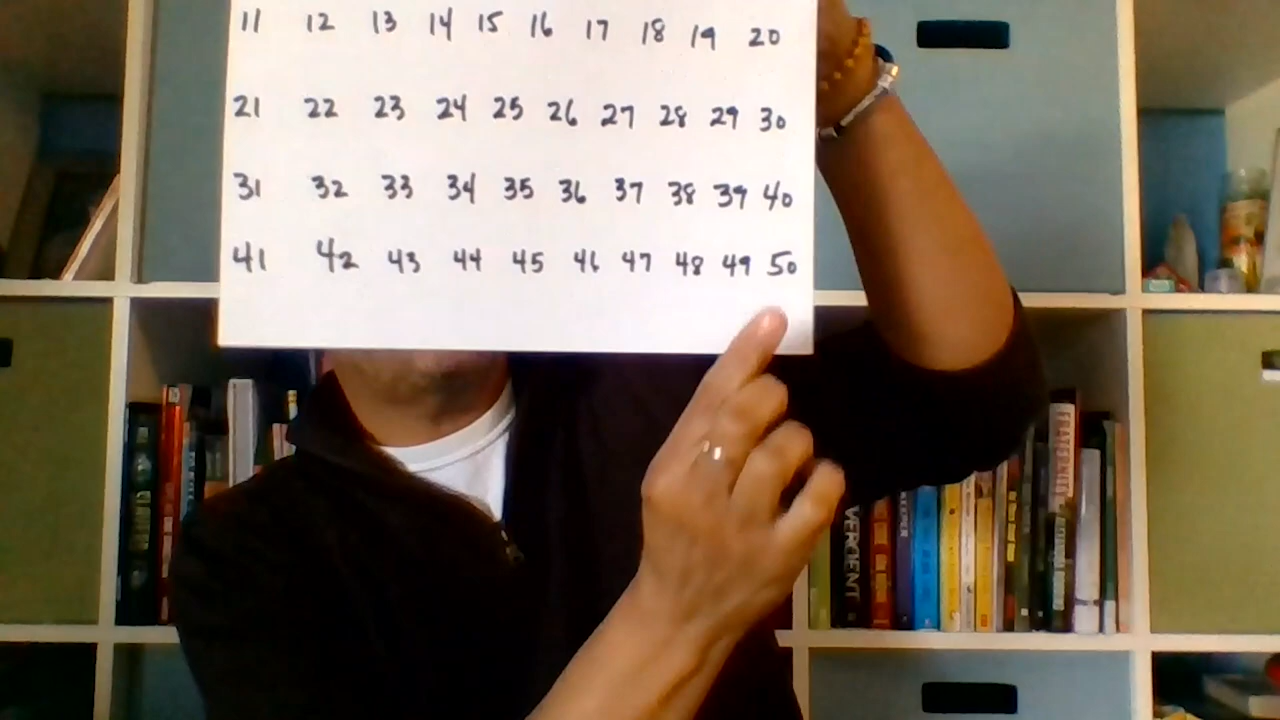 11 12 13 14 15 16 17 18 19 20
21 22 23 24 25 26 27 28 29 30
31 32 33 34 35 36 37 38 39 40
41 42 43 44 45 46 47 48 49 50
DIVERGENT
FRATERNITY